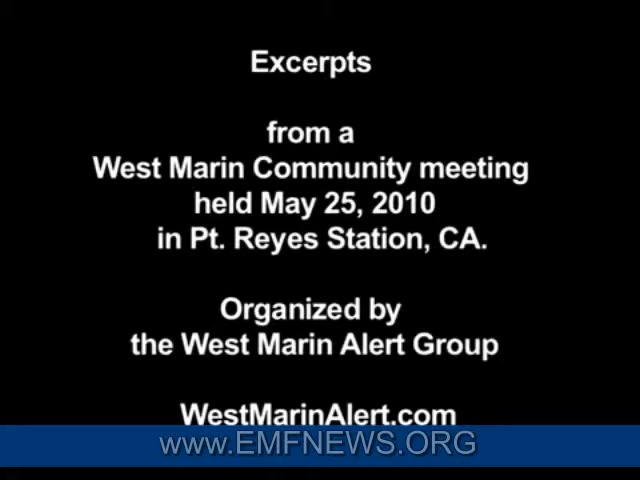 Excerpts
from a
West Marin Community meeting
held May 25, 2010
in Pt. Reyes Station, CA.
Organized by
the West Marin Alert Group
WestMarinAlert.com
www.EMFNEWS.ORG